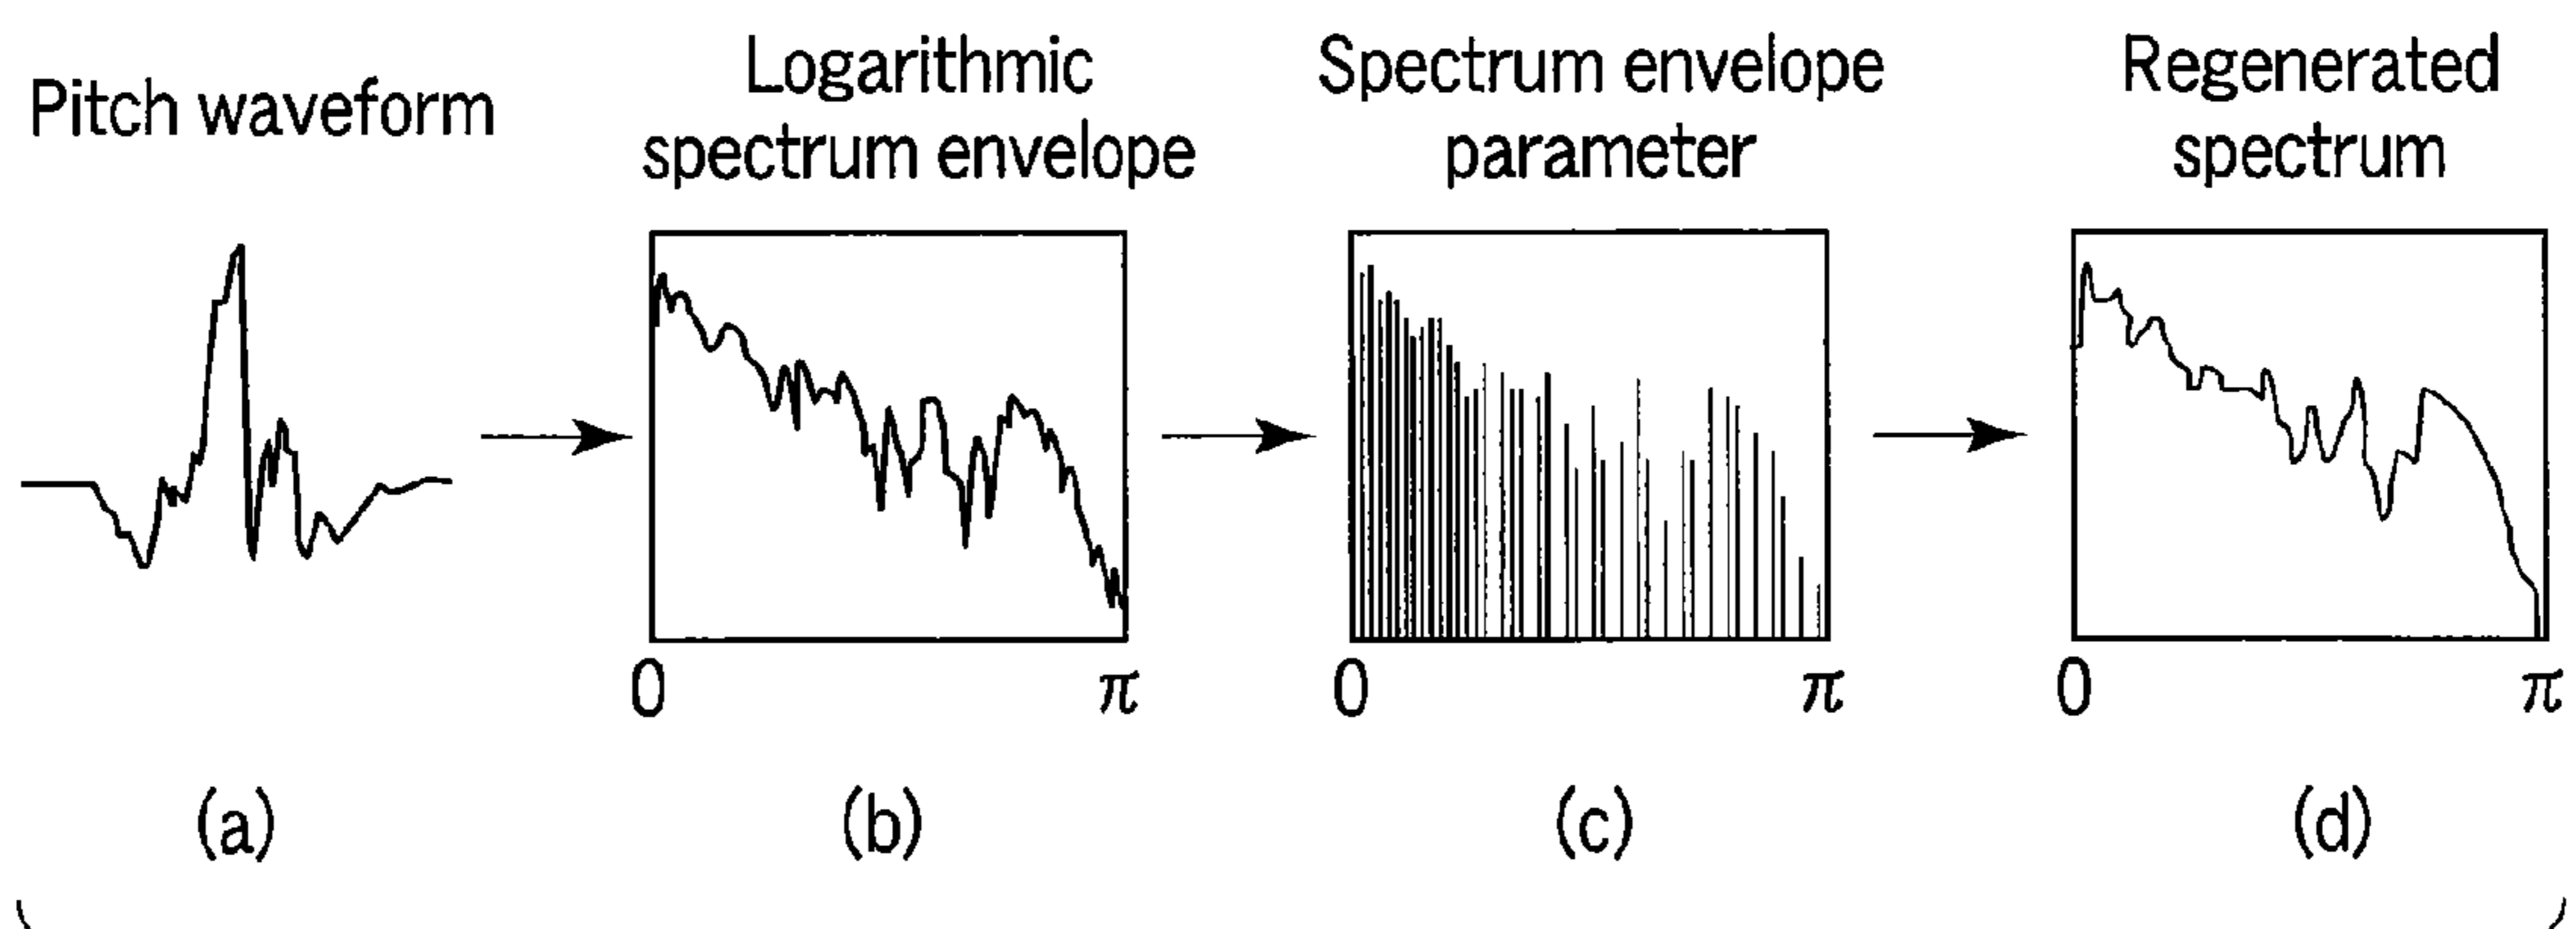 Pitch waveform
Logarithmic
spectrum envelope
Spectrum envelope
parameter
Regenerated
spectrum
0 π
0 π
0 π
(a)
(b)
(c)
(d)